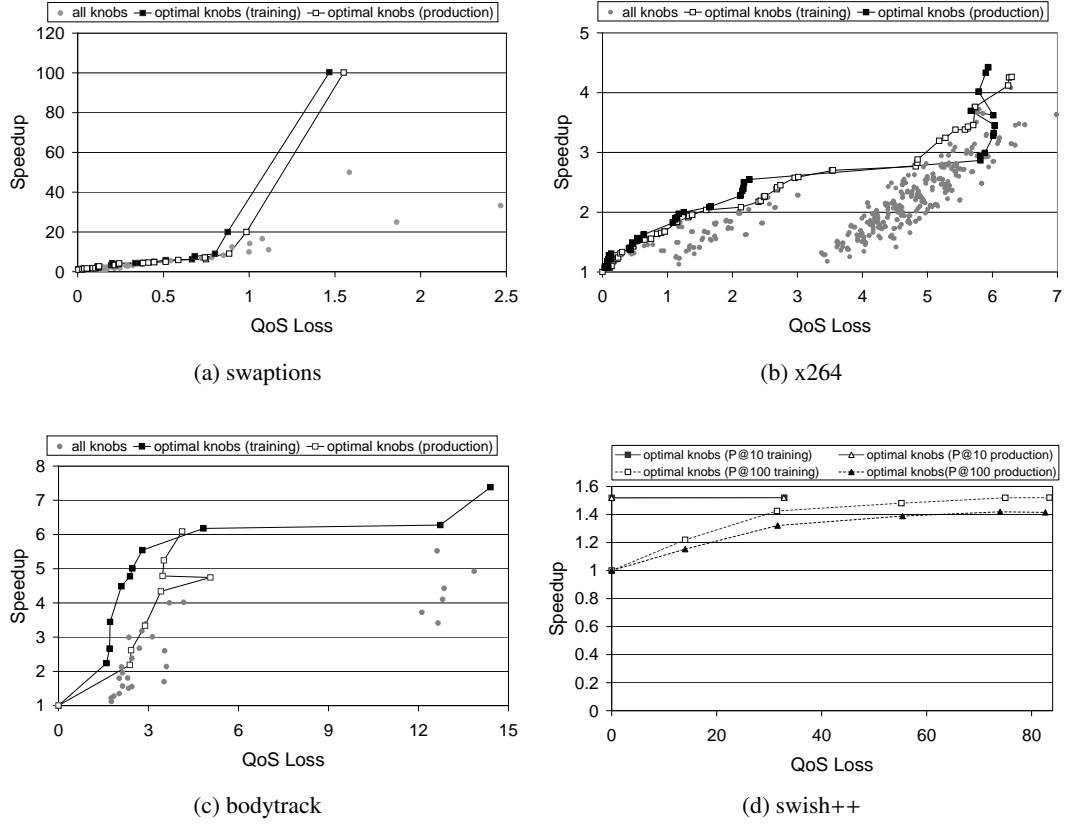 all knobs optimal knobs (training) optimal knobs (production)
120
100
80
60
40
20
0
Speedup
0 0.5 1 1.5 2 2.5
QoS Loss
(a) swaptions
all knobs optimal knobs (training) optimal knobs (production)
5
4
3
2
1
Speedup
0 1 2 3 4 5 6 7
QoS Loss
(b) x264
all knobs optimal knobs (training) optimal knobs (production)
8
7
6
5
4
3
2
1
Speedup
0 3 6 9 12 15
QoS Loss
(c) bodytrack
optimal knobs (P@10 training) optimal knobs (P@10 production)
optimal knobs (P@100 training) optimal knobs(P@100 production)
1.6
1.4
1.2
1
0.8
0.6
0.4
0.2
0
Speedup
0 20 40 60 80
QoS Loss
(d) swish++